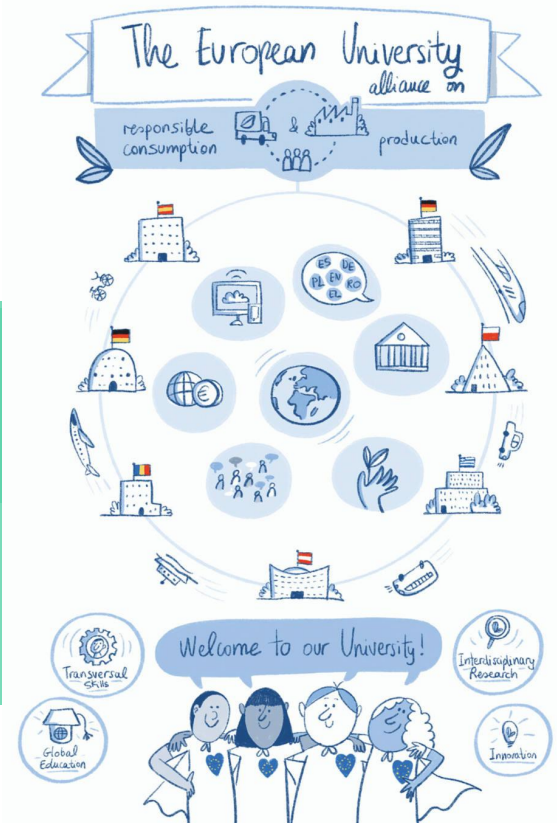 The European University
alliance on
responsible
consumption
&
production
ES DE
PL EN RO
EL
€
Welcome to our University!
Transversal
Skills
Interdisciplinary
Research
Global
Education
Innovation